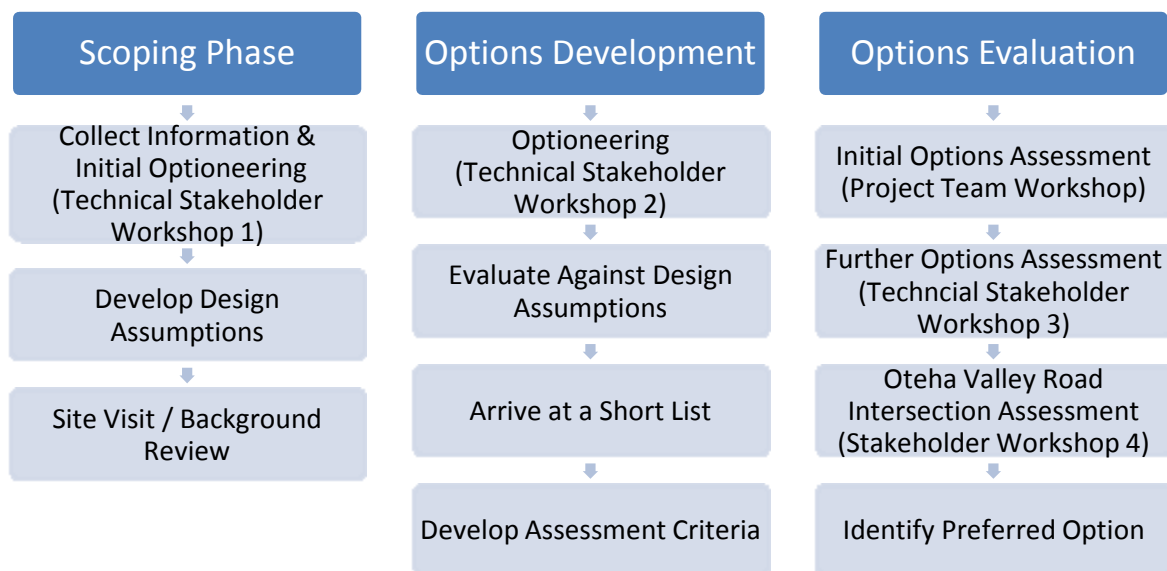 Scoping Phase
Collect Information &
Initial Optioneering
(Technical Stakeholder
Workshop 1)
Develop Design
Assumptions
Site Visit / Background
Review
Options Development
Optioneering
(Technical Stakeholder
Workshop 2)
Evaluate Against Design
Assumptions
Arrive at a Short List
Develop Assessment Criteria
Options Evaluation
Initial Options Assessment
(Project Team Workshop)
Further Options Assessment
(Techncial Stakeholder
Workshop 3)
Oteha Valley Road
Intersection Assessment
(Stakeholder Workshop 4)
Identify Preferred Option